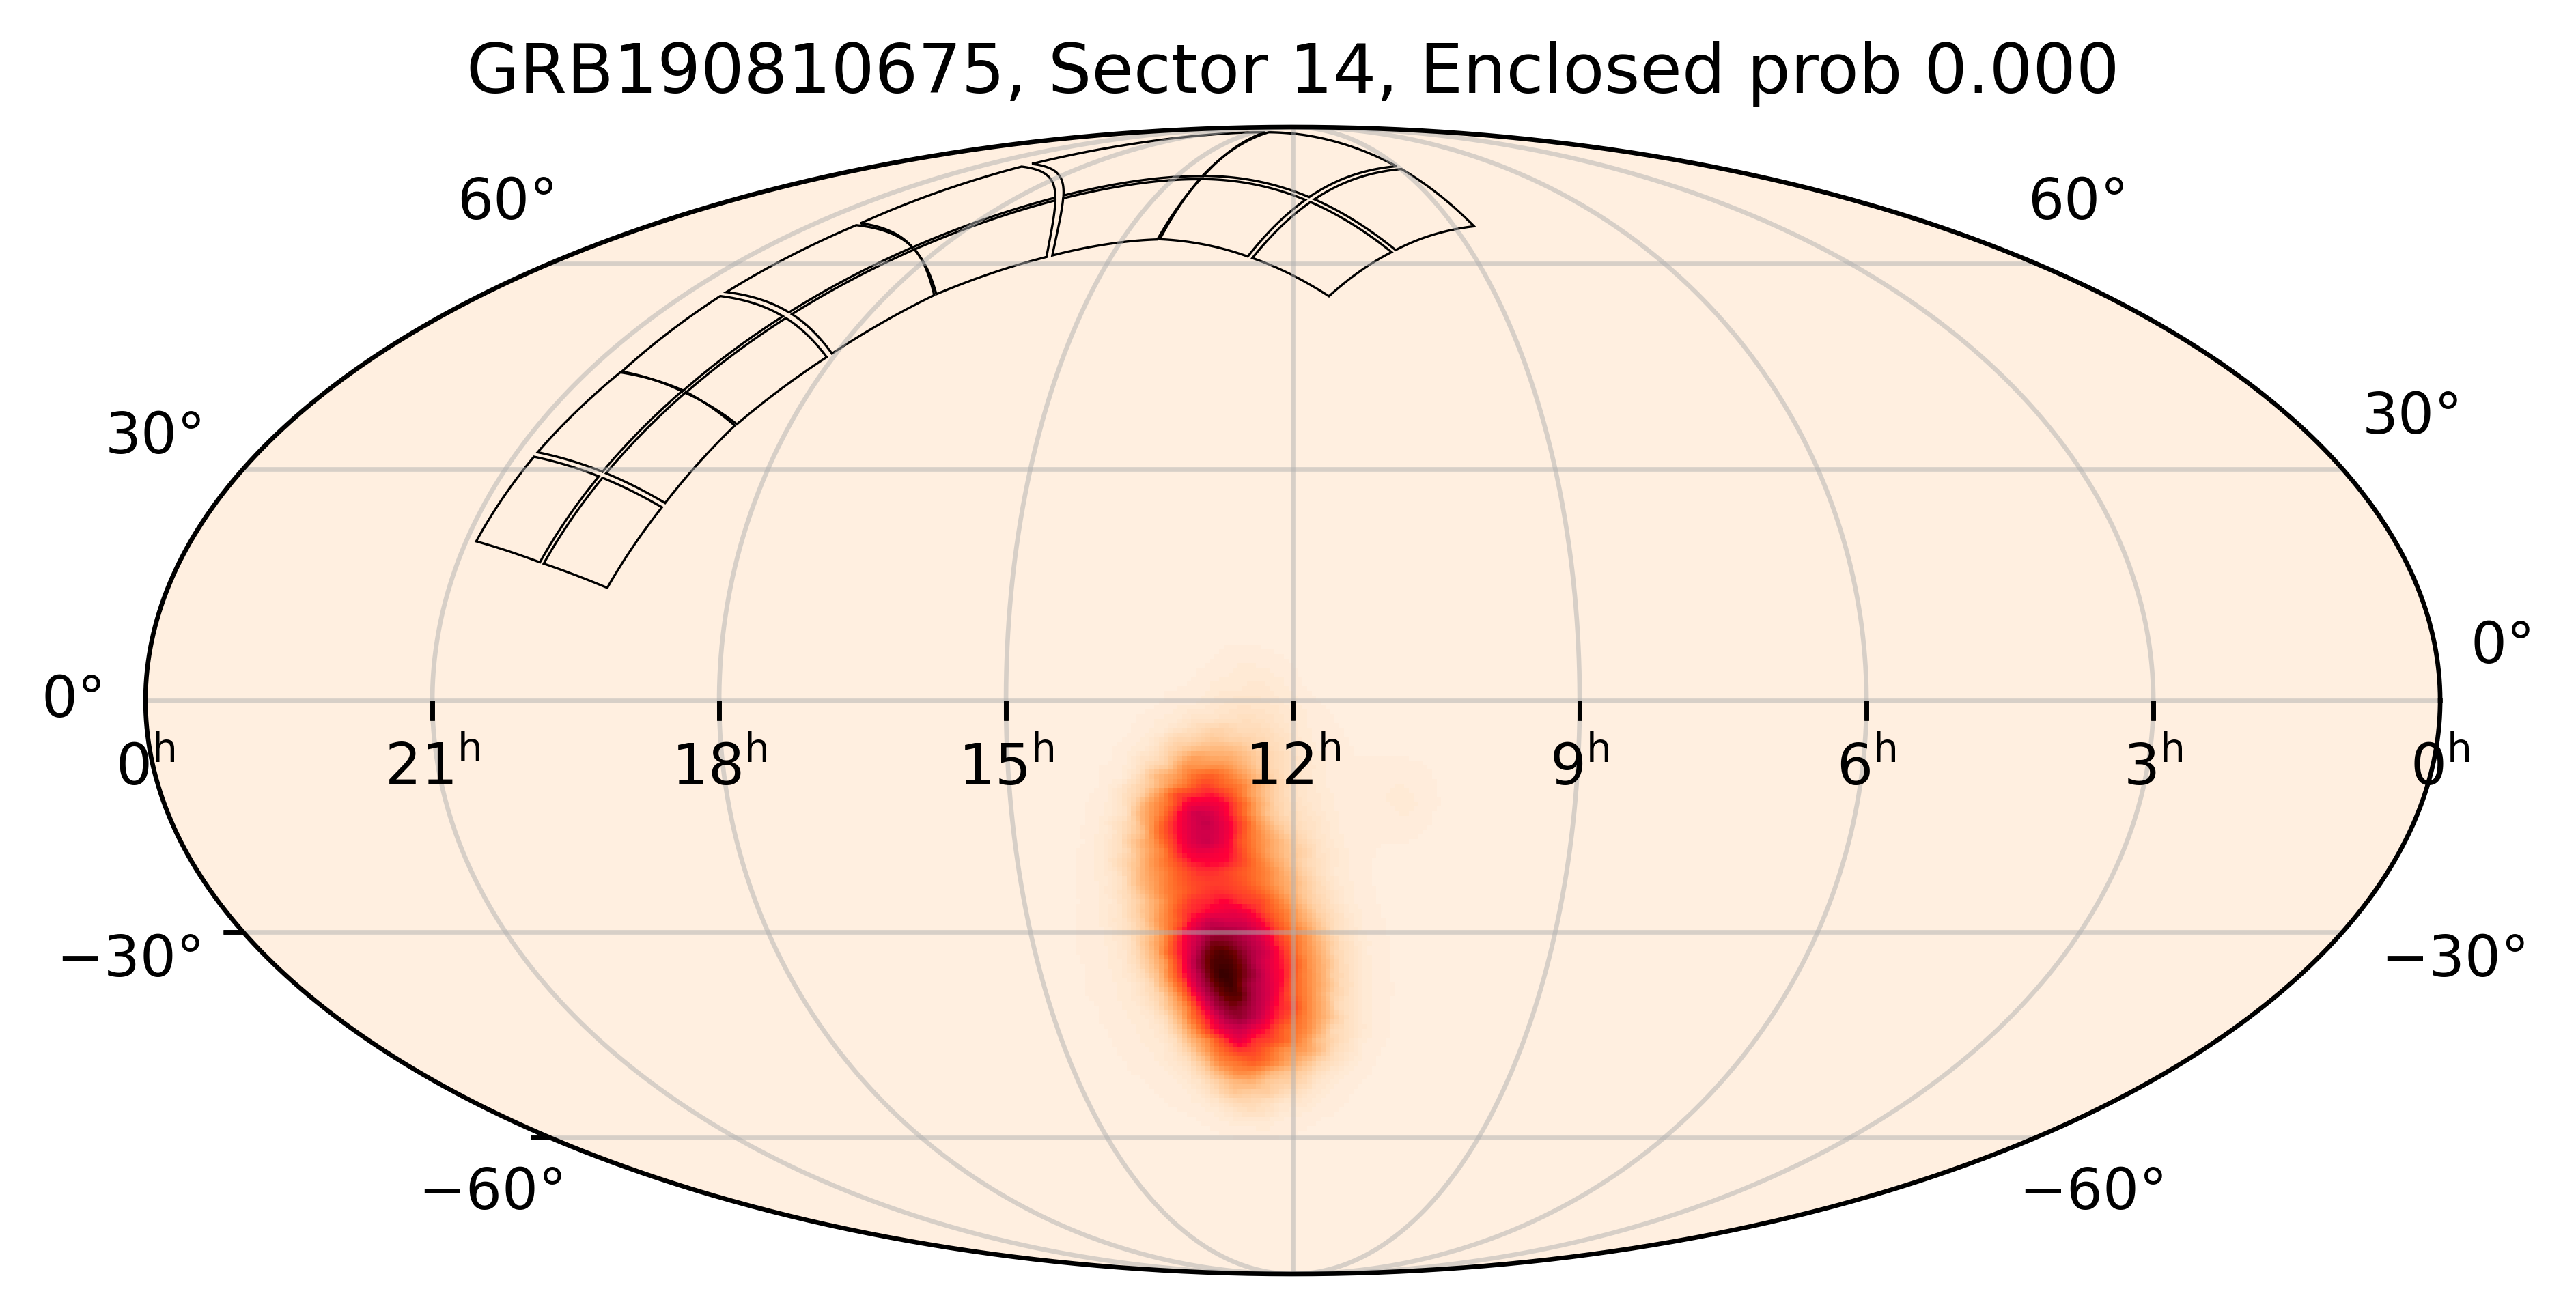 GRB190810675, Sector 14, Enclosed prob 0.000
60° 60°
30° 30°
0° 0°
0ʰ 21ʰ 18ʰ 15ʰ 12ʰ 9ʰ 6ʰ 3ʰ 0ʰ
−30° −30°
−60° −60°